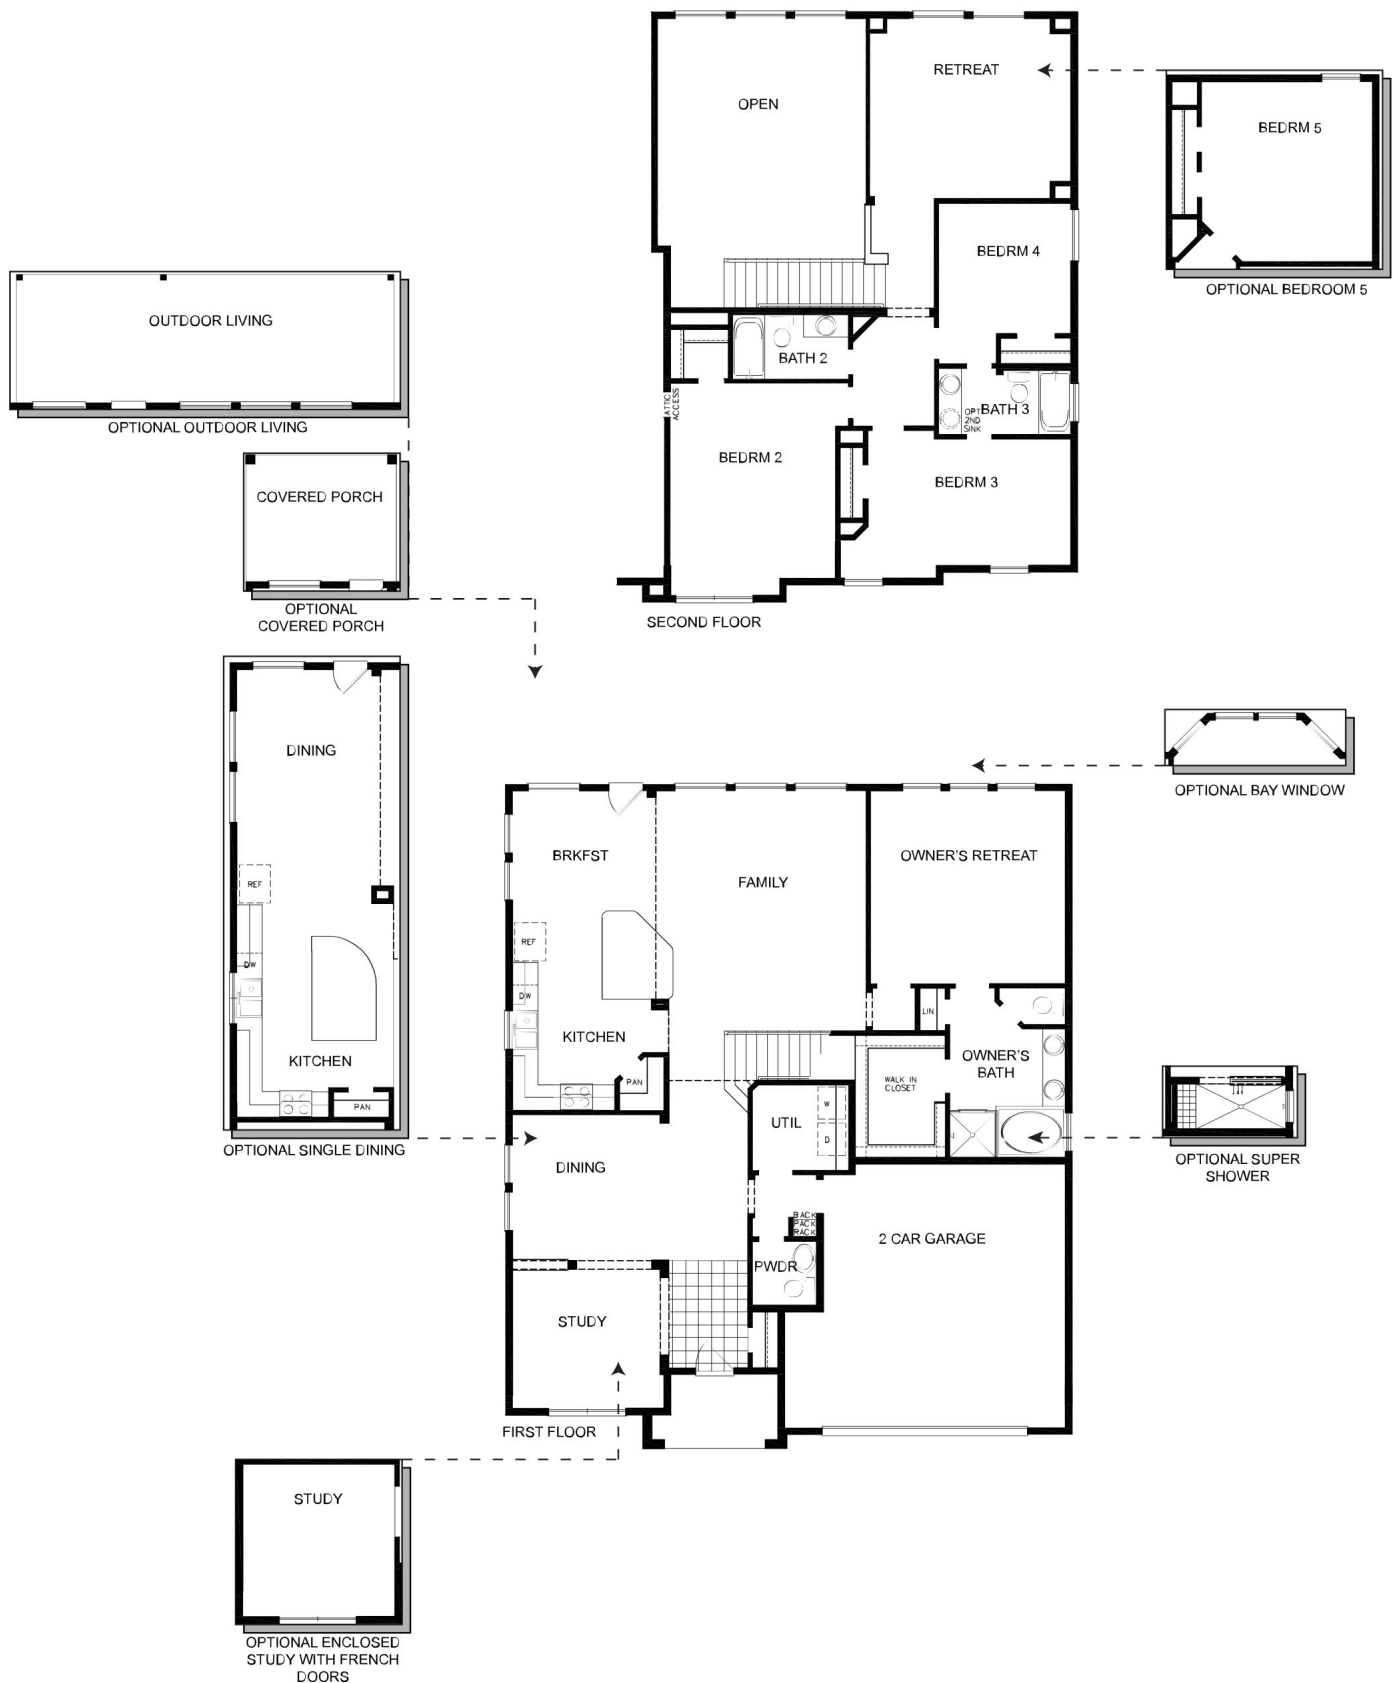 RETREAT
OPEN
BEDRM 5
BEDRM 4
OPTIONAL BEDROOM 5
OUTDOOR LIVING
BATH 2
OPTIONAL OUTDOOR LIVING
ATTIC
ACCESS
BATH 3
OPT
2ND
SINK
BEDRM 2
BEDRM 3
COVERED PORCH
OPTIONAL
COVERED PORCH
SECOND FLOOR
DINING
REF
DW
KITCHEN
PAN
OPTIONAL SINGLE DINING
OPTIONAL BAY WINDOW
BRKFST
FAMILY
OWNER'S RETREAT
REF
DW
LIN
KITCHEN
OWNER'S
BATH
PAN
WALK IN
CLOSET
W
UTIL
D
DINING
OPTIONAL SUPER
SHOWER
BACK
PACK
RACK
2 CAR GARAGE
PWDR
STUDY
FIRST FLOOR
STUDY
OPTIONAL ENCLOSED
STUDY WITH FRENCH
DOORS